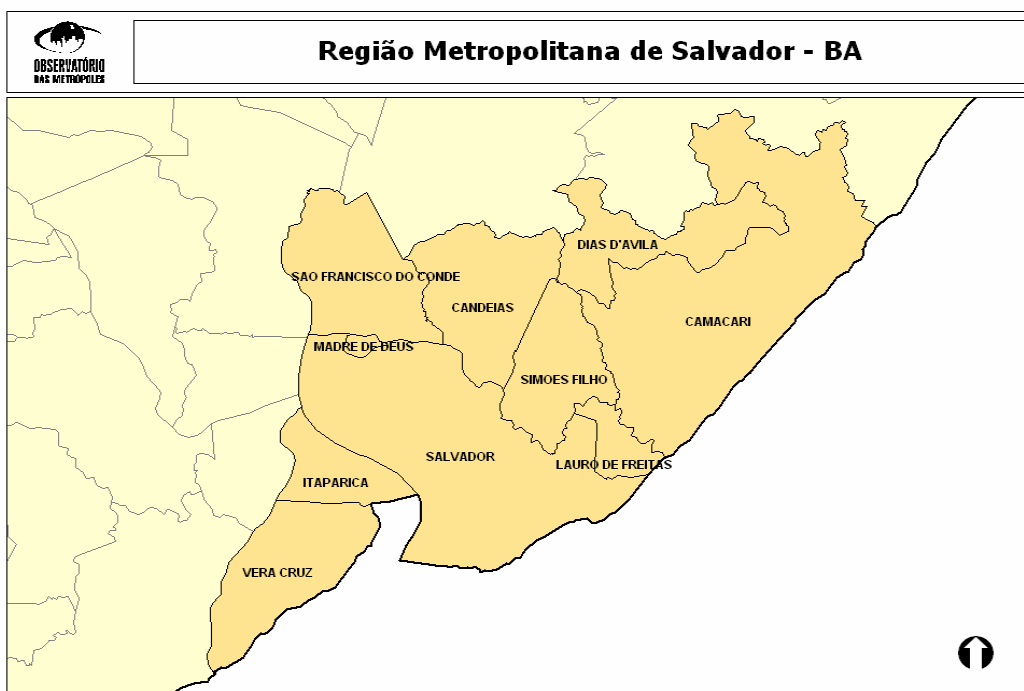 OBSERVATÓRIO
DAS METRÓPOLES
Região Metropolitana de Salvador - BA
DIAS D'AVILA
SAO FRANCISCO DO CONDE
CANDEIAS
CAMACARI
MADRE DE DEUS
SIMOES FILHO
SALVADOR
LAURO DE FREITAS
ITAPARICA
VERA CRUZ